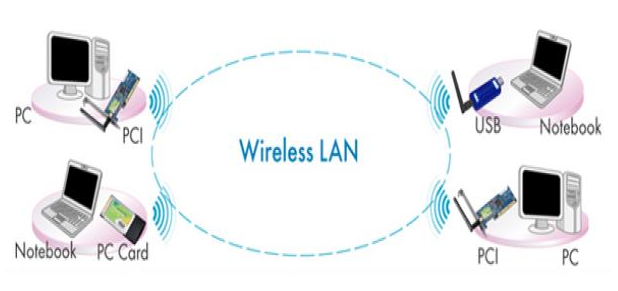 PC
PCI
USB
Notebook
Wireless LAN
Notebook
PC Card
PCI
PC